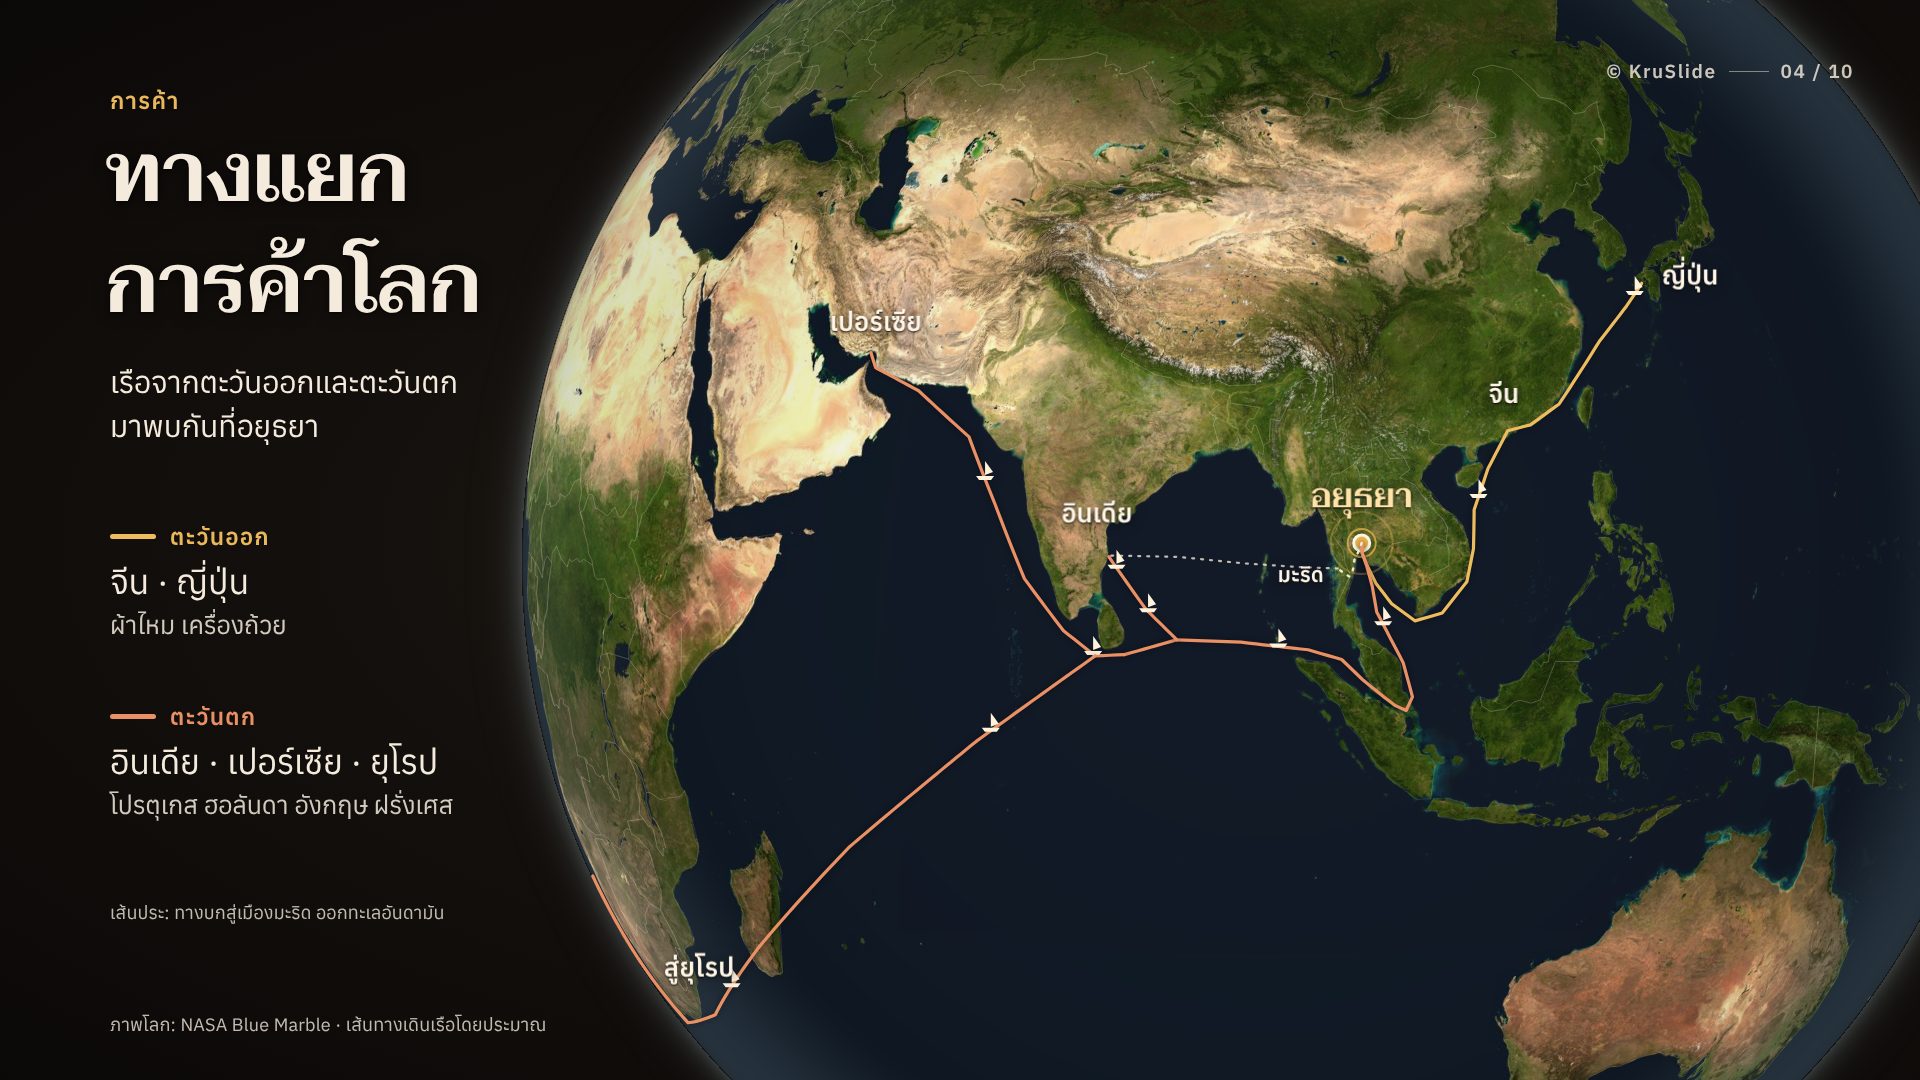 © KruSlide
04 / 10
การค้า
ทางแยก
การค้าโลก
เรือจากตะวันออกและตะวันตก
มาพบกันที่อยุธยา
ตะวันออก
จีน · ญี่ปุ่น
ผ้าไหม เครื่องถ้วย
ตะวันตก
อินเดีย · เปอร์เซีย · ยุโรป
โปรตุเกส ฮอลันดา อังกฤษ ฝรั่งเศส
เส้นประ: ทางบกสู่เมืองมะริด ออกทะเลอันดามัน
ภาพโลก: NASA Blue Marble · เส้นทางเดินเรือโดยประมาณ
ญี่ปุ่น
เปอร์เซีย
จีน
อยุธยา
อินเดีย
มะริด
สู่ยุโรป